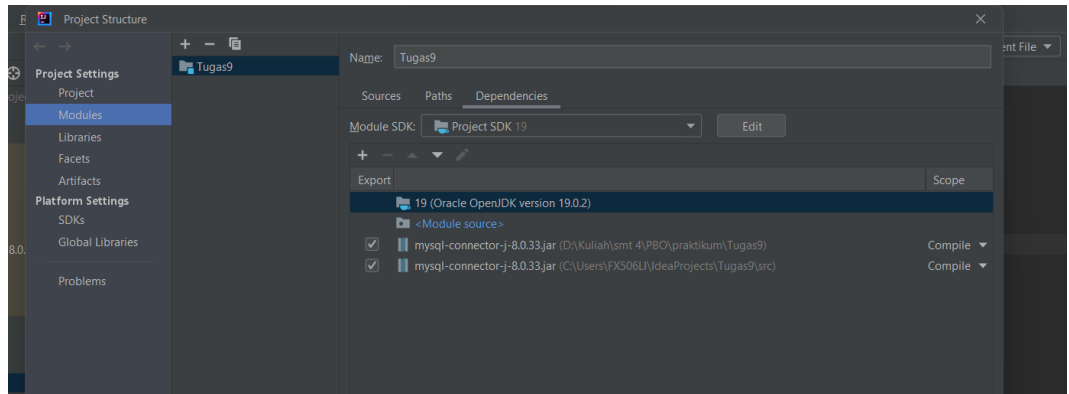 Project Structure
ent File
Name: Tugas9
Tugas9
Project Settings
Project
Modules
Libraries
Facets
Artifacts
Platform Settings
SDKs
Global Libraries
Problems
8.0.
Sources Paths Dependencies
Module SDK: Project SDK 19 Edit
Export Scope
19 (Oracle OpenJDK version 19.0.2)
<Module source>
mysql-connector-j-8.0.33.jar (D:\Kuliah\smt 4\PBO\praktikum\Tugas9) Compile
mysql-connector-j-8.0.33.jar (C:\Users\FX506LI\IdeaProjects\Tugas9\src) Compile